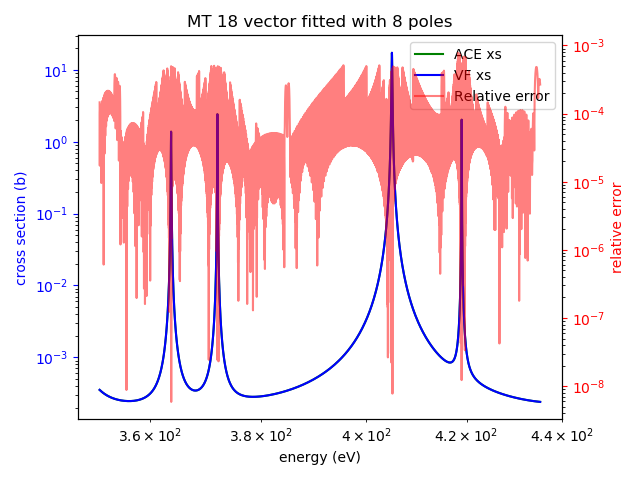 MT 18 vector fitted with 8 poles
ACE xs
VF xs
Relative error
cross section (b)
10¹
10⁰
10⁻¹
10⁻²
10⁻³
relative error
10⁻³
10⁻⁴
10⁻⁵
10⁻⁶
10⁻⁷
10⁻⁸
3.6 × 10² 3.8 × 10² 4 × 10² 4.2 × 10² 4.4 × 10²
energy (eV)